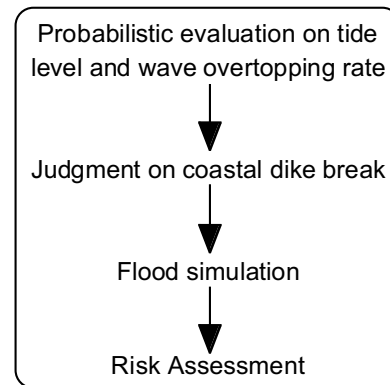 Probabilistic evaluation on tide
level and wave overtopping rate
Judgment on coastal dike break
Flood simulation
Risk Assessment